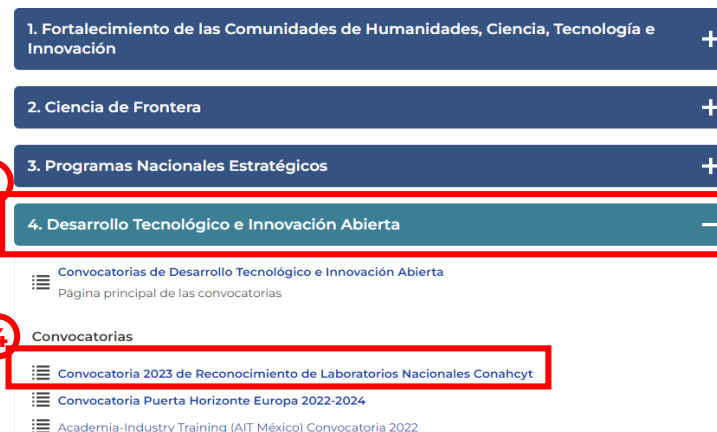 1. Fortalecimiento de las Comunidades de Humanidades, Ciencia, Tecnología e
Innovación
2. Ciencia de Frontera
3. Programas Nacionales Estratégicos
4. Desarrollo Tecnológico e Innovación Abierta
Convocatorias de Desarrollo Tecnológico e Innovación Abierta
Página principal de las convocatorias
4
Convocatorias
Convocatoria 2023 de Reconocimiento de Laboratorios Nacionales Conahcyt
Convocatoria Puerta Horizonte Europa 2022-2024
Academia-Industry Training (AIT México) Convocatoria 2022